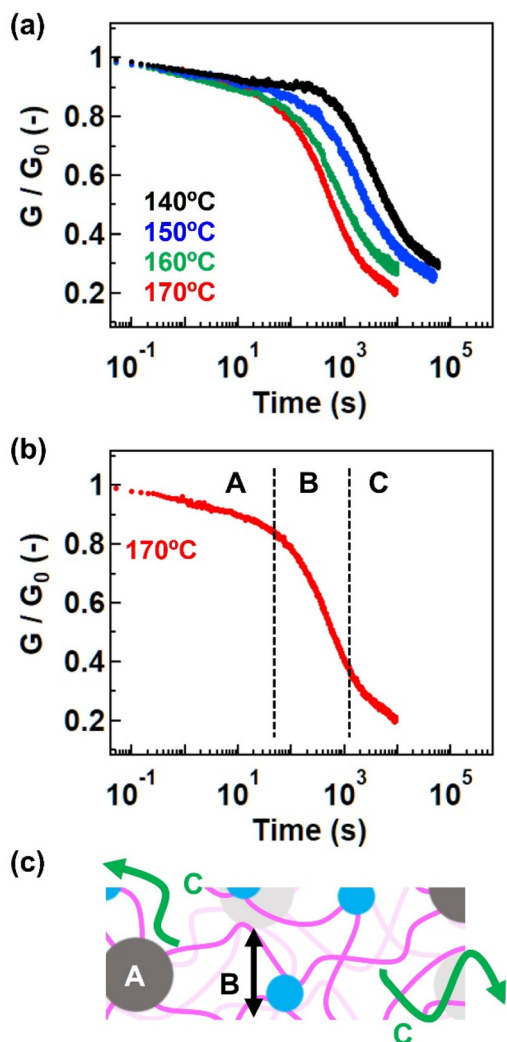 (a)
1
0.8
0.6
0.4
0.2
G / G₀ (-)
140ºC
150ºC
160ºC
170ºC
10⁻¹ 10¹ 10³ 10⁵
Time (s)
(b)
A B C
1
0.8
0.6
0.4
0.2
G / G₀ (-)
170ºC
10⁻¹ 10¹ 10³ 10⁵
Time (s)
(c)
C
A
B
C